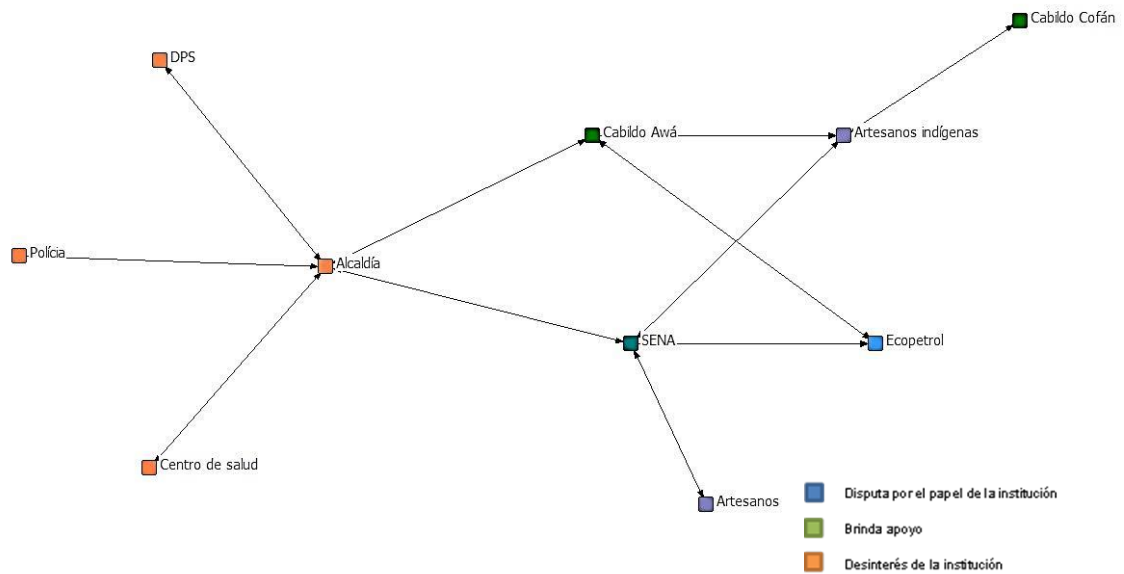 Cabildo Cofán
DPS
Cabildo Awá
Artesanos indígenas
Polícia
Alcaldía
SENA
Ecopetrol
Centro de salud
Artesanos
Disputa por el papel de la institución
Brinda apoyo
Desinterés de la institución